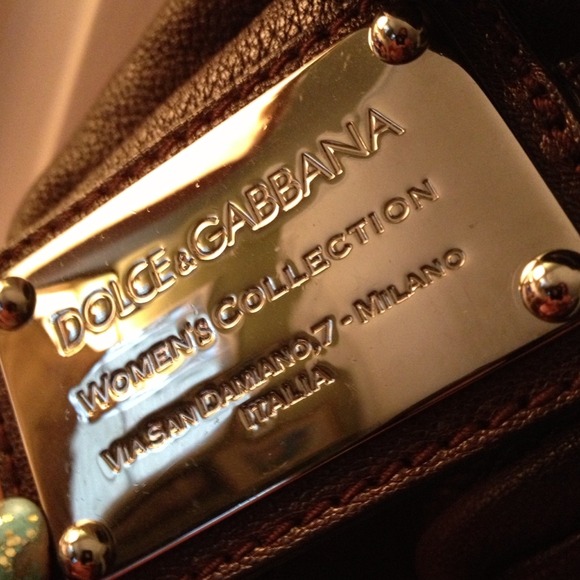 DOLCE&GABBANA
WOMEN'S COLLECTION
VIA SAN DAMIANO,7 - MILANO
ITALIA